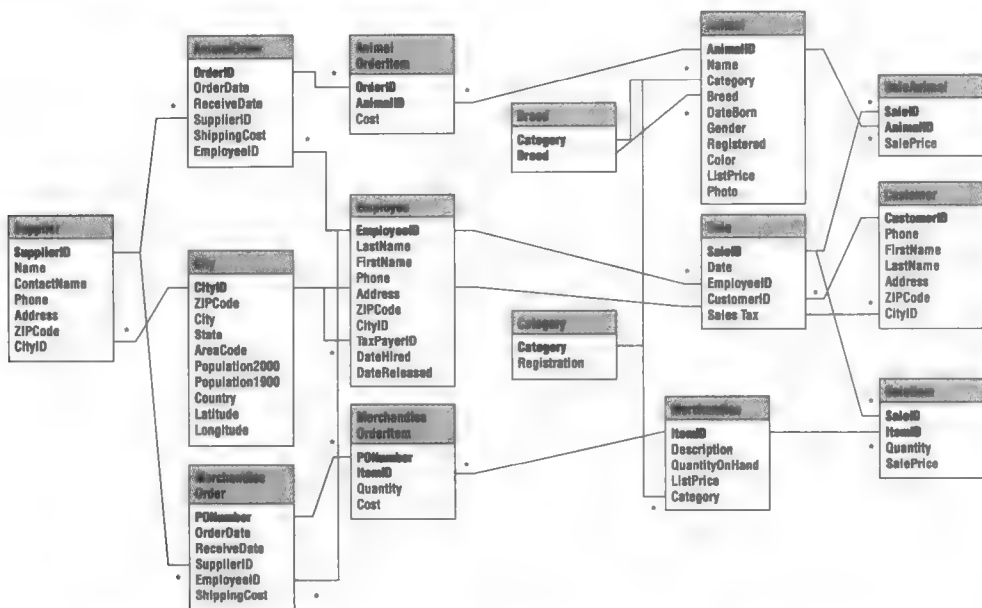 Supplier
SupplierID
Name
ContactName
Phone
Address
ZIPCode
CityID
AnimalOrder
OrderID
OrderDate
ReceiveDate
SupplierID
ShippingCost
EmployeeID
City
CityID
ZIPCode
City
State
AreaCode
Population2000
Population1900
Country
Latitude
Longitude
Merchandise
Order
PONumber
OrderDate
ReceiveDate
SupplierID
EmployeeID
ShippingCost
Animal
OrderItem
OrderID
AnimalID
Cost
Employee
EmployeeID
LastName
FirstName
Phone
Address
ZIPCode
CityID
TaxPayerID
DateHired
DateReleased
Merchandise
OrderItem
PONumber
ItemID
Quantity
Cost
Breed
Category
Breed
Category
Category
Registration
Animal
AnimalID
Name
Category
Breed
DateBorn
Gender
Registered
Color
ListPrice
Photo
Sale
SaleID
Date
EmployeeID
CustomerID
Sales Tax
Merchandise
ItemID
Description
QuantityOnHand
ListPrice
Category
SaleAnimal
SaleID
AnimalID
SalePrice
Customer
CustomerID
Phone
FirstName
LastName
Address
ZIPCode
CityID
SaleItem
SaleID
ItemID
Quantity
SalePrice